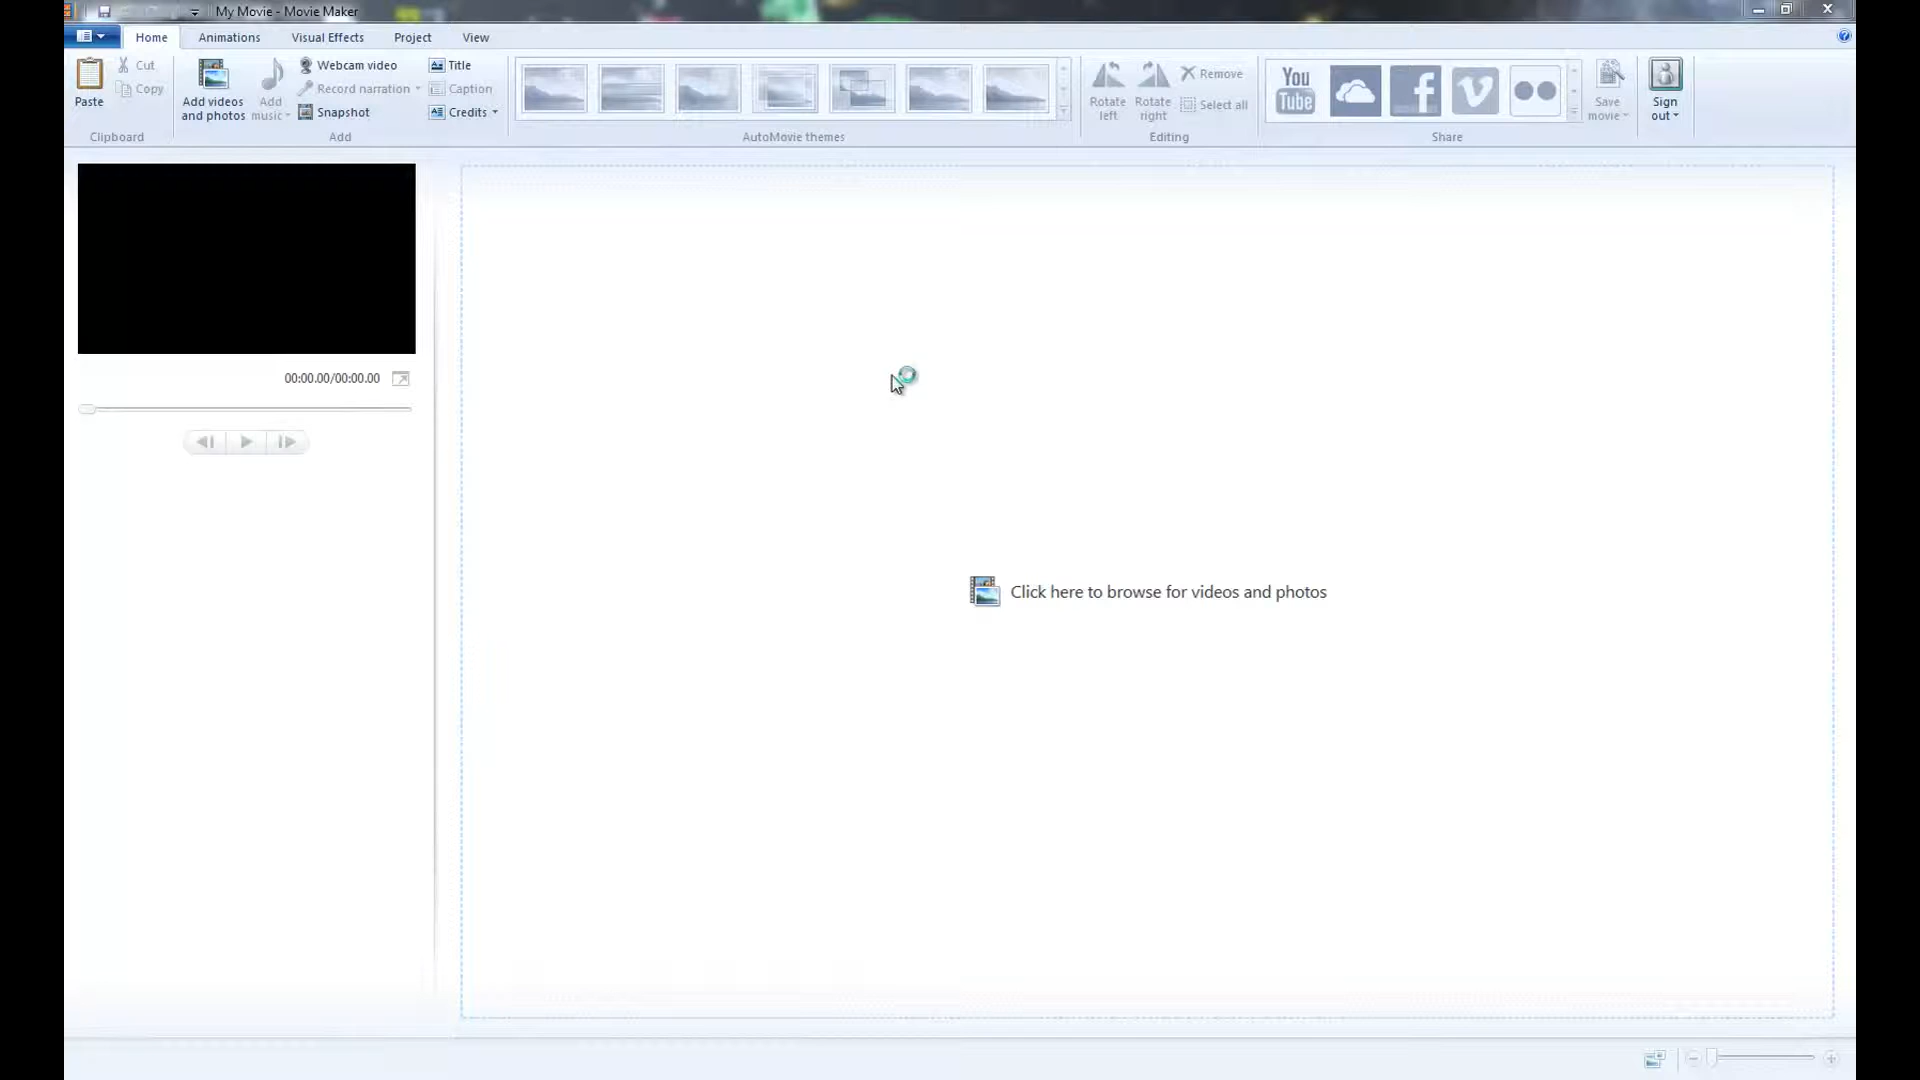 My Movie - Movie Maker
Home Animations Visual Effects Project View
Paste
Cut
Copy
Clipboard
Add videos
and photos
Add
music
Webcam video
Record narration
Snapshot
Title
Caption
Credits
Add
AutoMovie themes
Rotate
left
Rotate
right
Remove
Select all
Editing
You
Tube
Share
Save
movie
Sign
out
00:00.00/00:00.00
Click here to browse for videos and photos